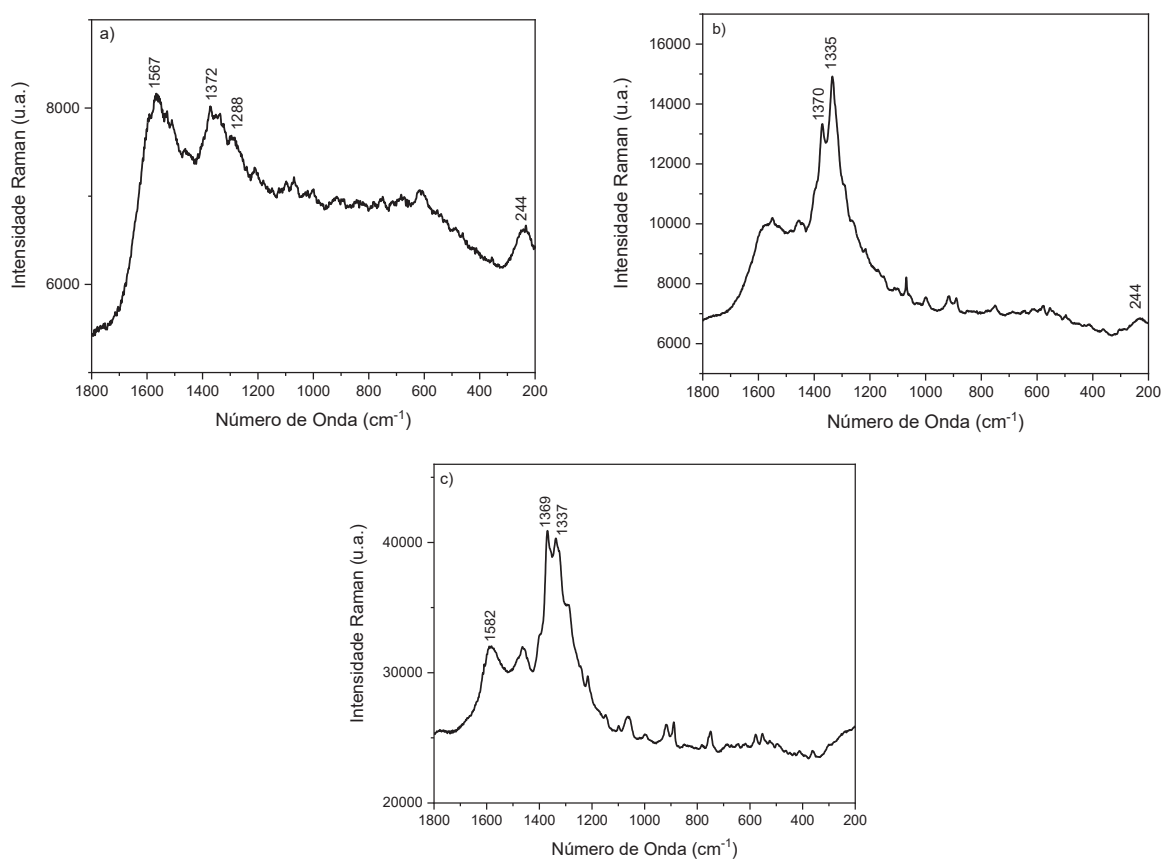 a)
1567
1372
1288
244
8000
6000
1800 1600 1400 1200 1000 800 600 400 200
Número de Onda (cm-1)
Intensidade Raman (u.a.)
b)
1370
1335
244
16000
14000
12000
10000
8000
6000
1800 1600 1400 1200 1000 800 600 400 200
Número de Onda (cm-1)
Intensidade Raman (u.a.)
c)
1582
1369
1337
40000
30000
20000
1800 1600 1400 1200 1000 800 600 400 200
Número de Onda (cm-1)
Intensidade Raman (u.a.)